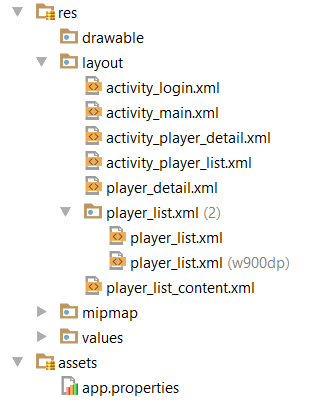 res
drawable
layout
activity_login.xml
activity_main.xml
activity_player_detail.xml
activity_player_list.xml
player_detail.xml
player_list.xml (2)
player_list.xml
player_list.xml (w900dp)
player_list_content.xml
mipmap
values
assets
app.properties